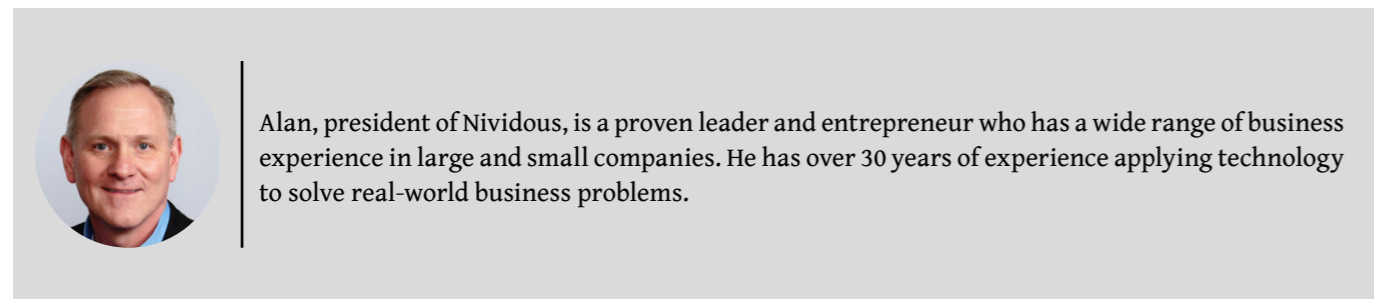 Alan, president of Nividous, is a proven leader and entrepreneur who has a wide range of business
experience in large and small companies. He has over 30 years of experience applying technology
to solve real-world business problems.